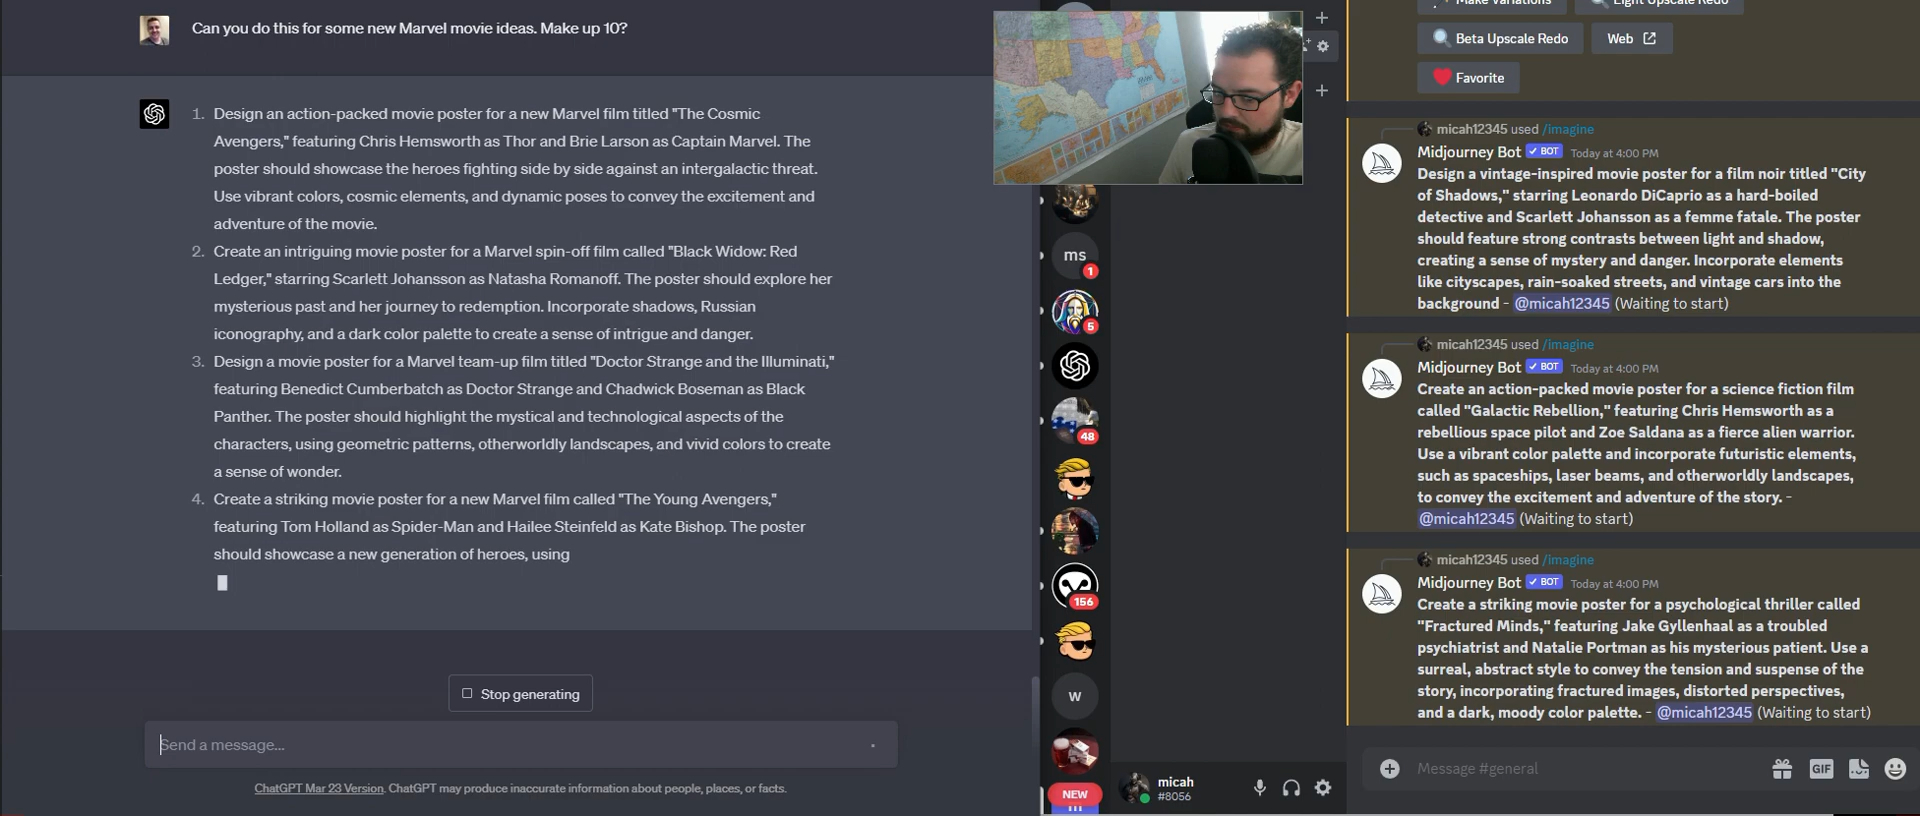 Can you do this for some new Marvel movie ideas. Make up 10?
1. Design an action-packed movie poster for a new Marvel film titled "The Cosmic
Avengers," featuring Chris Hemsworth as Thor and Brie Larson as Captain Marvel. The
poster should showcase the heroes fighting side by side against an intergalactic threat.
Use vibrant colors, cosmic elements, and dynamic poses to convey the excitement and
adventure of the movie.
2. Create an intriguing movie poster for a Marvel spin-off film called "Black Widow: Red
Ledger," starring Scarlett Johansson as Natasha Romanoff. The poster should explore her
mysterious past and her journey to redemption. Incorporate shadows, Russian
iconography, and a dark color palette to create a sense of intrigue and danger.
3. Design a movie poster for a Marvel team-up film titled "Doctor Strange and the Illuminati,"
featuring Benedict Cumberbatch as Doctor Strange and Chadwick Boseman as Black
Panther. The poster should highlight the mystical and technological aspects of the
characters, using geometric patterns, otherworldly landscapes, and vivid colors to create
a sense of wonder.
4. Create a striking movie poster for a new Marvel film called "The Young Avengers,"
featuring Tom Holland as Spider-Man and Hailee Steinfeld as Kate Bishop. The poster
should showcase a new generation of heroes, using
Stop generating
Send a message...
ChatGPT Mar 23 Version. ChatGPT may produce inaccurate information about people, places, or facts.
ms
1
5
48
156
W
NEW
m
micah
#8056
Make Variations
Light Upscale Redo
Beta Upscale Redo
Web
Favorite
micah12345 used /imagine
Midjourney Bot ✓ BOT Today at 4:00 PM
Design a vintage-inspired movie poster for a film noir titled "City
of Shadows," starring Leonardo DiCaprio as a hard-boiled
detective and Scarlett Johansson as a femme fatale. The poster
should feature strong contrasts between light and shadow,
creating a sense of mystery and danger. Incorporate elements
like cityscapes, rain-soaked streets, and vintage cars into the
background - @micah12345 (Waiting to start)
micah12345 used /imagine
Midjourney Bot ✓ BOT Today at 4:00 PM
Create an action-packed movie poster for a science fiction film
called "Galactic Rebellion," featuring Chris Hemsworth as a
rebellious space pilot and Zoe Saldana as a fierce alien warrior.
Use a vibrant color palette and incorporate futuristic elements,
such as spaceships, laser beams, and otherworldly landscapes,
to convey the excitement and adventure of the story. -
@micah12345 (Waiting to start)
micah12345 used /imagine
Midjourney Bot ✓ BOT Today at 4:00 PM
Create a striking movie poster for a psychological thriller called
"Fractured Minds," featuring Jake Gyllenhaal as a troubled
psychiatrist and Natalie Portman as his mysterious patient. Use a
surreal, abstract style to convey the tension and suspense of the
story, incorporating fractured images, distorted perspectives,
and a dark, moody color palette. - @micah12345 (Waiting to start)
Message #general
GIF